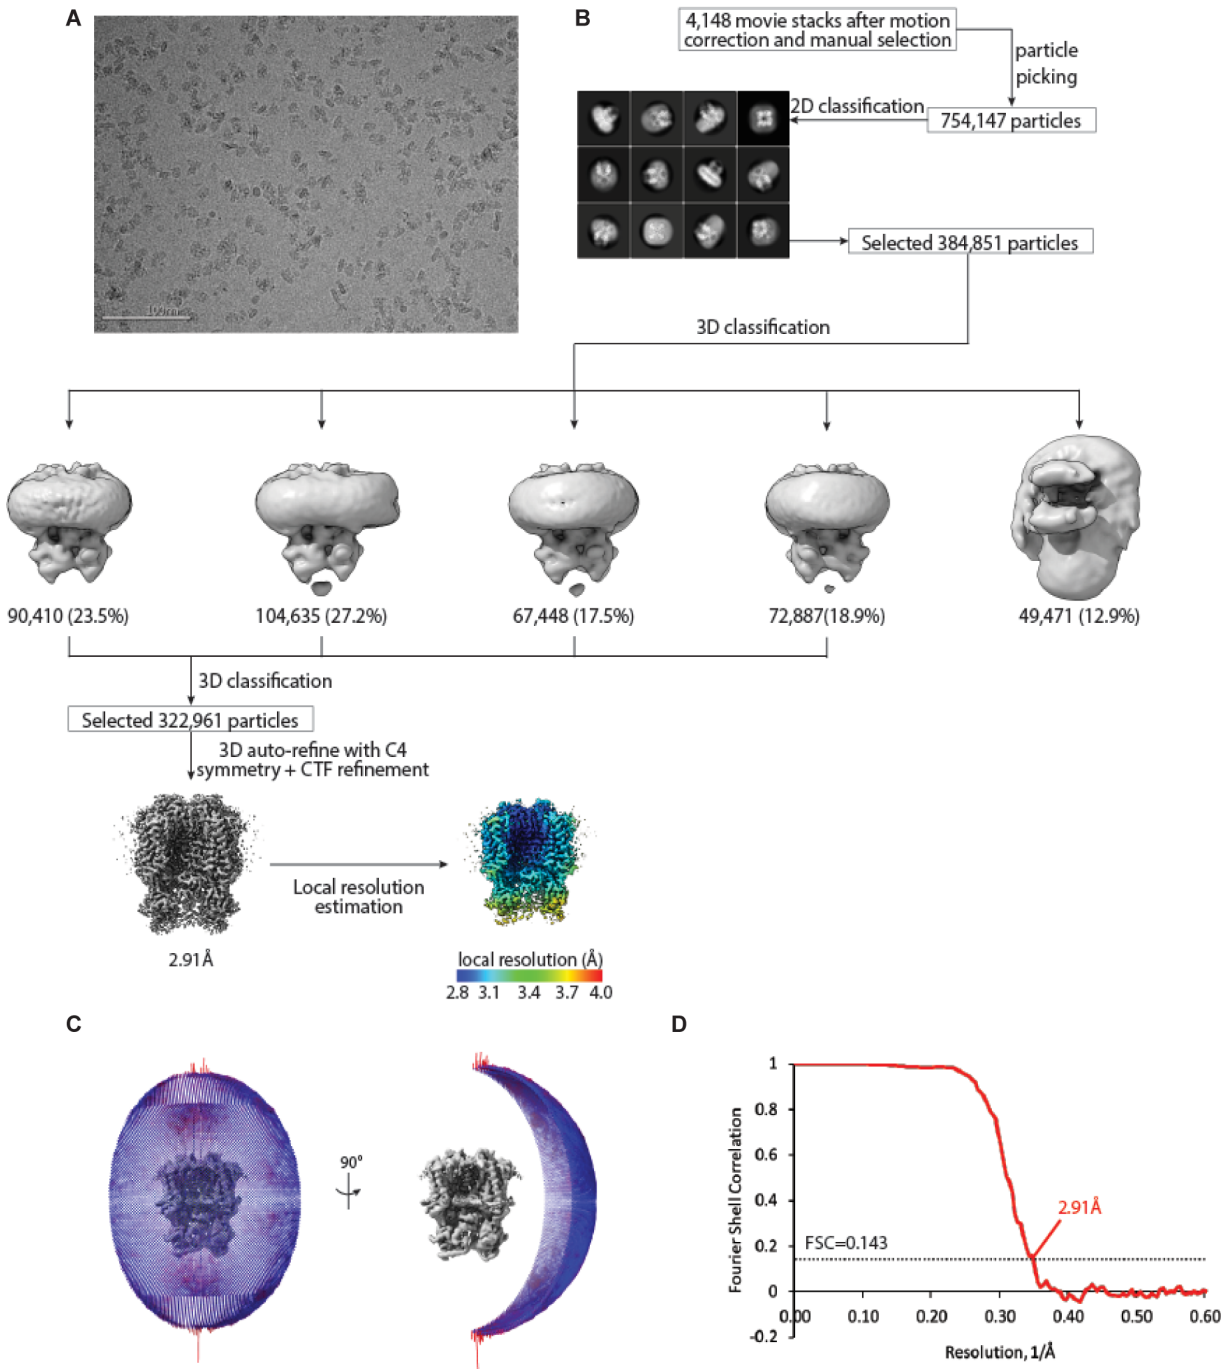 A
100nm
B
4,148 movie stacks after motion
correction and manual selection
particle
picking
754,147 particles
2D classification
Selected 384,851 particles
3D classification
90,410 (23.5%)
104,635 (27.2%)
67,448 (17.5%)
72,887(18.9%)
49,471 (12.9%)
3D classification
Selected 322,961 particles
3D auto-refine with C4
symmetry + CTF refinement
2.91Å
Local resolution
estimation
local resolution (Å)
2.8 3.1 3.4 3.7 4.0
C
90°
D
Fourier Shell Correlation
1
0.8
0.6
0.4
0.2
0
-0.2
FSC=0.143
2.91Å
0.00 0.10 0.20 0.30 0.40 0.50 0.60
Resolution, 1/Å